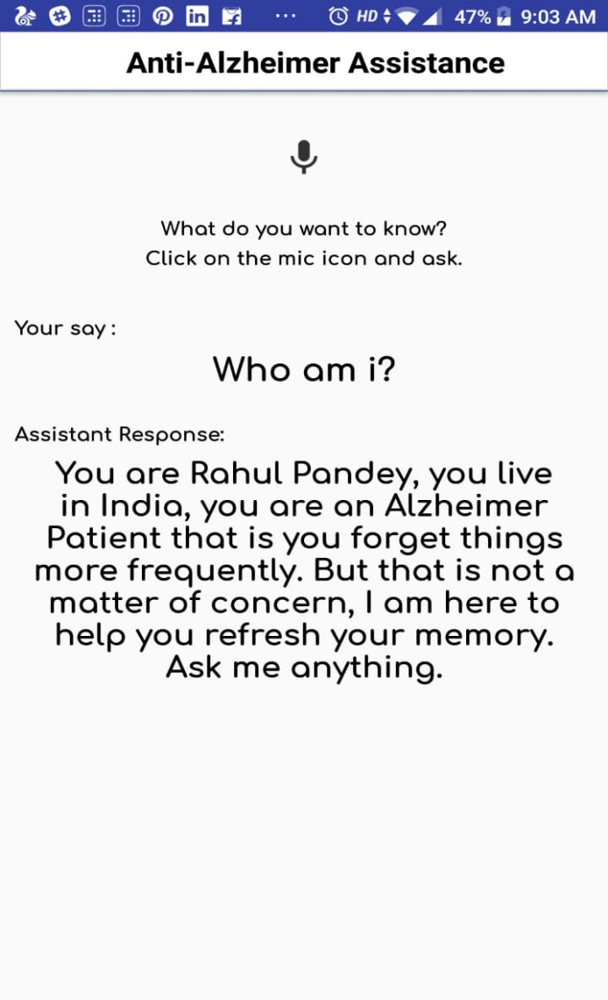 HD 47% 9:03 AM
Anti-Alzheimer Assistance
What do you want to know?
Click on the mic icon and ask.
Your say :
Who am i?
Assistant Response:
You are Rahul Pandey, you live
in India, you are an Alzheimer
Patient that is you forget things
more frequently. But that is not a
matter of concern, I am here to
help you refresh your memory.
Ask me anything.